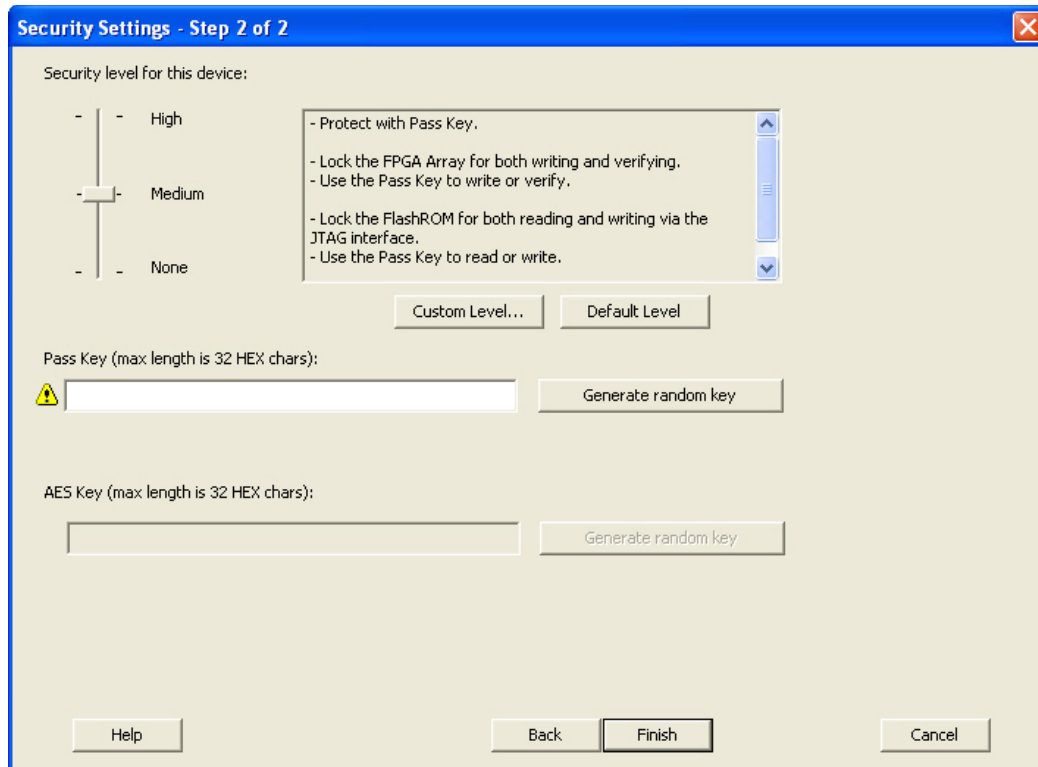 Security Settings - Step 2 of 2
Security level for this device:
High
Medium
None
- Protect with Pass Key.
- Lock the FPGA Array for both writing and verifying.
- Use the Pass Key to write or verify.
- Lock the FlashROM for both reading and writing via the
JTAG interface.
- Use the Pass Key to read or write.
Custom Level...
Default Level
Pass Key (max length is 32 HEX chars):
Generate random key
AES Key (max length is 32 HEX chars):
Generate random key
Help
Back
Finish
Cancel